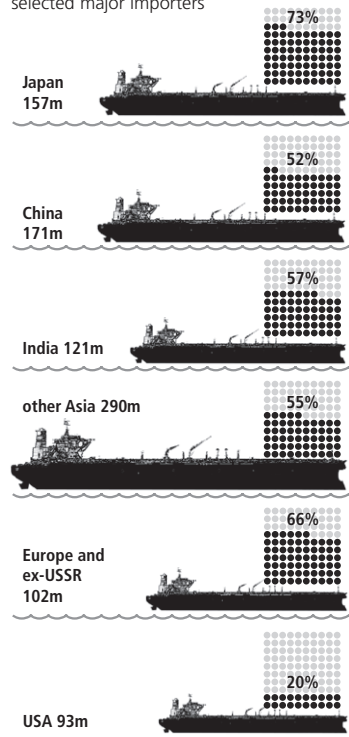 selected major importers
73%
Japan
157m
52%
China
171m
57%
India 121m
55%
other Asia 290m
66%
Europe and
ex-USSR
102m
20%
USA 93m